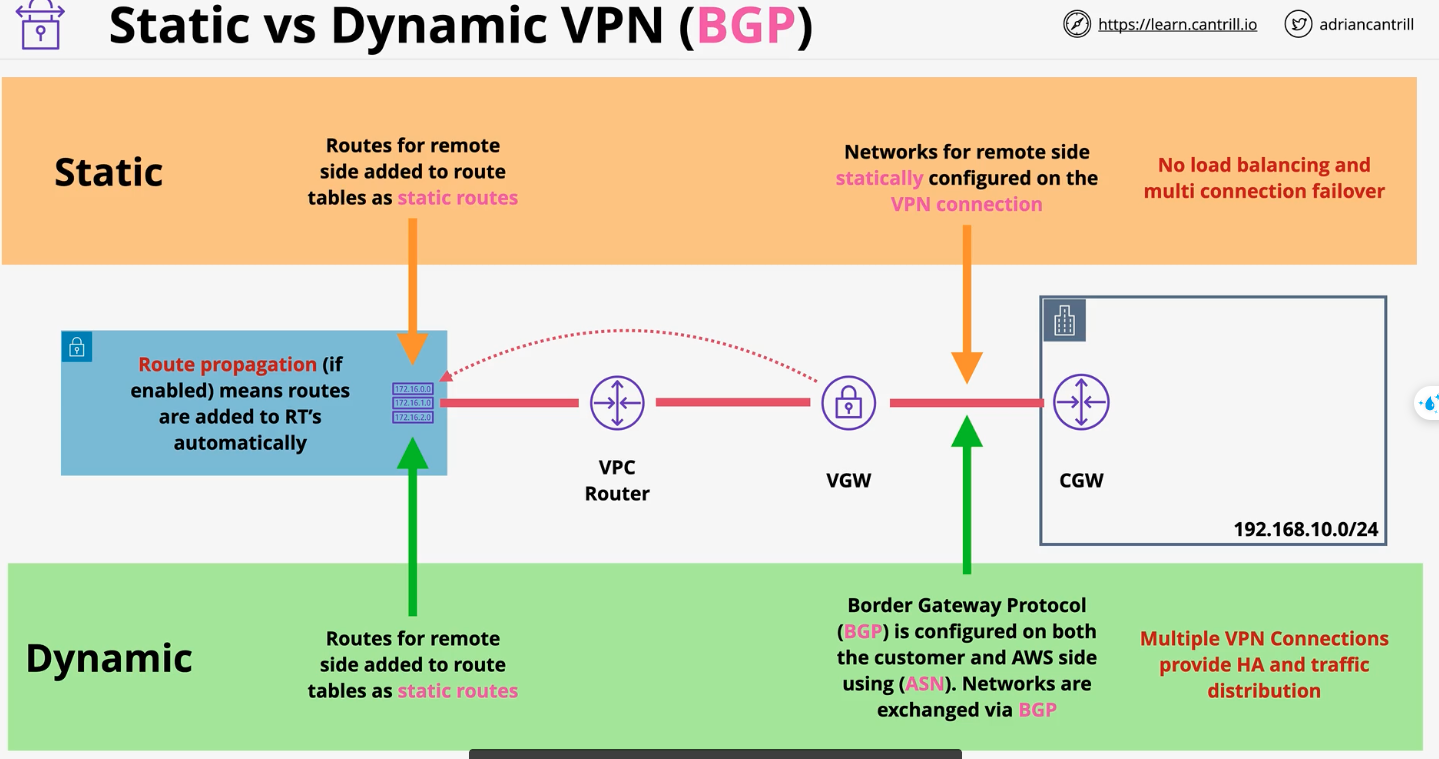 Static vs Dynamic VPN (BGP)
https://learn.cantrill.io
adriancantrill
Static
Routes for remote
side added to route
tables as static routes
Networks for remote side
statically configured on the
VPN connection
No load balancing and
multi connection failover
Route propagation (if
enabled) means routes
are added to RT's
automatically
172.16.0.0
172.16.1.0
172.16.2.0
VPC
Router
VGW
CGW
192.168.10.0/24
Dynamic
Routes for remote
side added to route
tables as static routes
Border Gateway Protocol
(BGP) is configured on both
the customer and AWS side
using (ASN). Networks are
exchanged via BGP
Multiple VPN Connections
provide HA and traffic
distribution